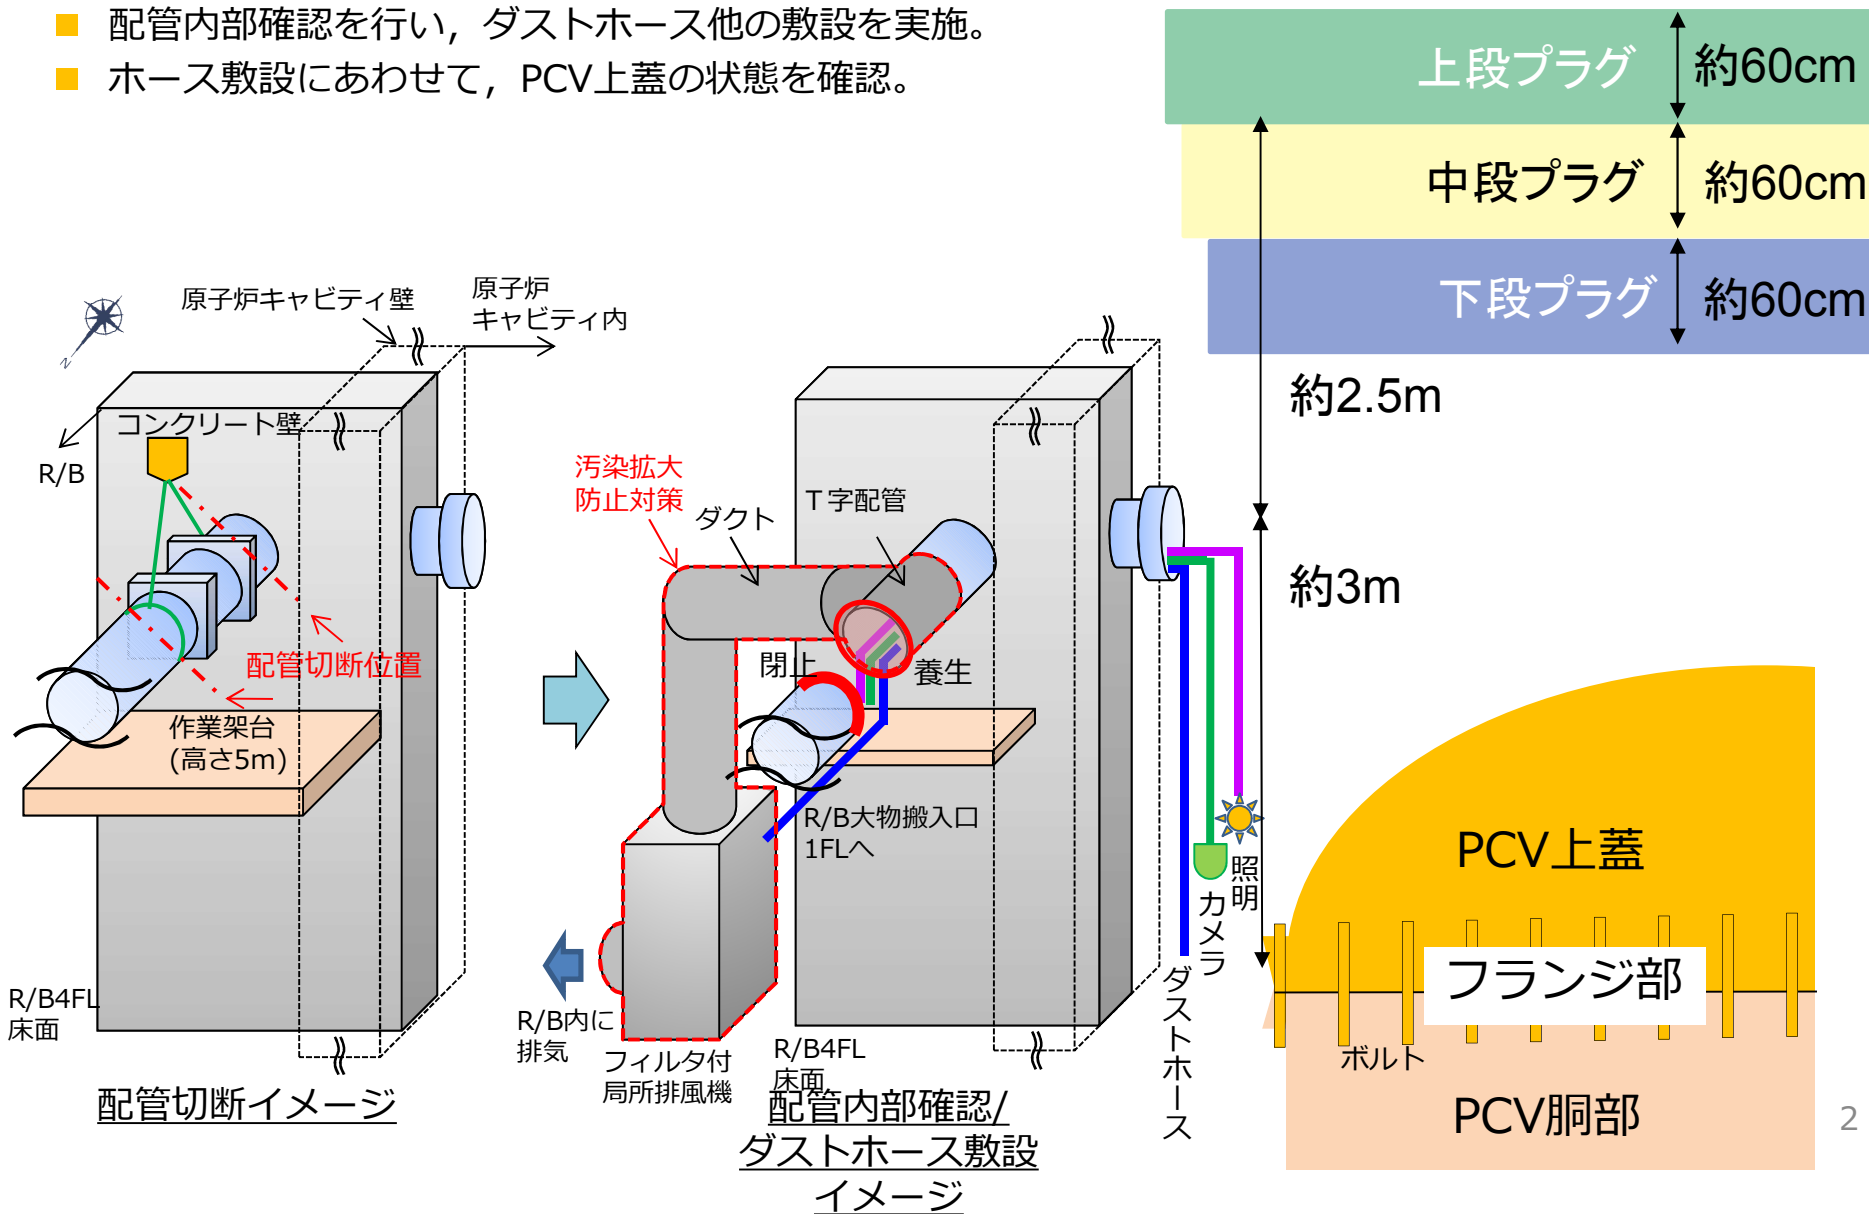 配管内部確認を行い，ダストホース他の敷設を実施。
ホース敷設にあわせて，PCV上蓋の状態を確認。
上段プラグ
約60cm
中段プラグ
約60cm
下段プラグ
約60cm
約2.5m
約3m
原子炉キャビティ壁
原子炉
キャビティ内
N
コンクリート壁
R/B
配管切断位置
作業架台
(高さ5m)
R/B4FL
床面
配管切断イメージ
汚染拡大
防止対策
ダクト
T字配管
閉止
養生
R/B大物搬入口
1FLへ
R/B内に
排気
フィルタ付
局所排風機
R/B4FL
床面
配管内部確認/
ダストホース敷設
イメージ
照明
カメラ
ダストホース
PCV上蓋
フランジ部
ボルト
PCV胴部
2